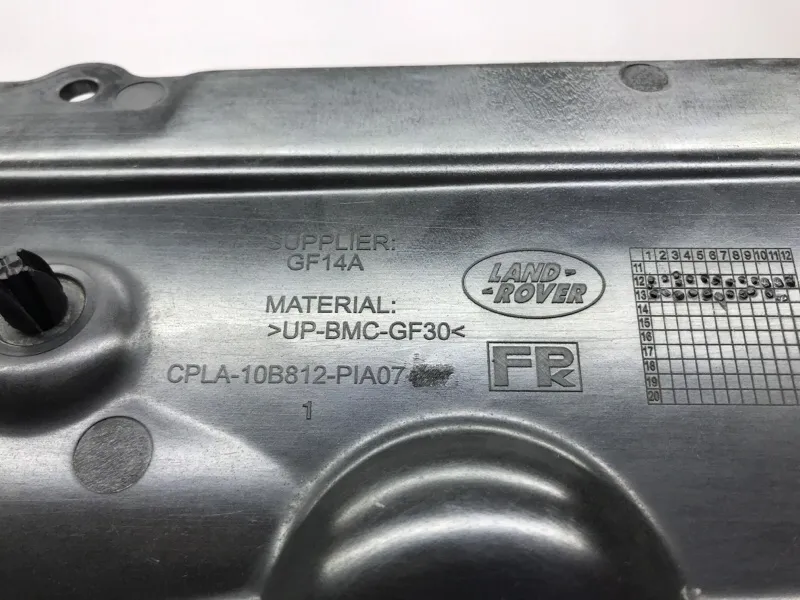 SUPPLIER:
GF14A
MATERIAL:
>UP-BMC-GF30<
CPLA-10B812-PIA07
1
LAND-
-ROVER
FPK
1 2 3 4 5 6 7 8 9 10 11 12
11
12
13
14
15
16
17
18
19
20